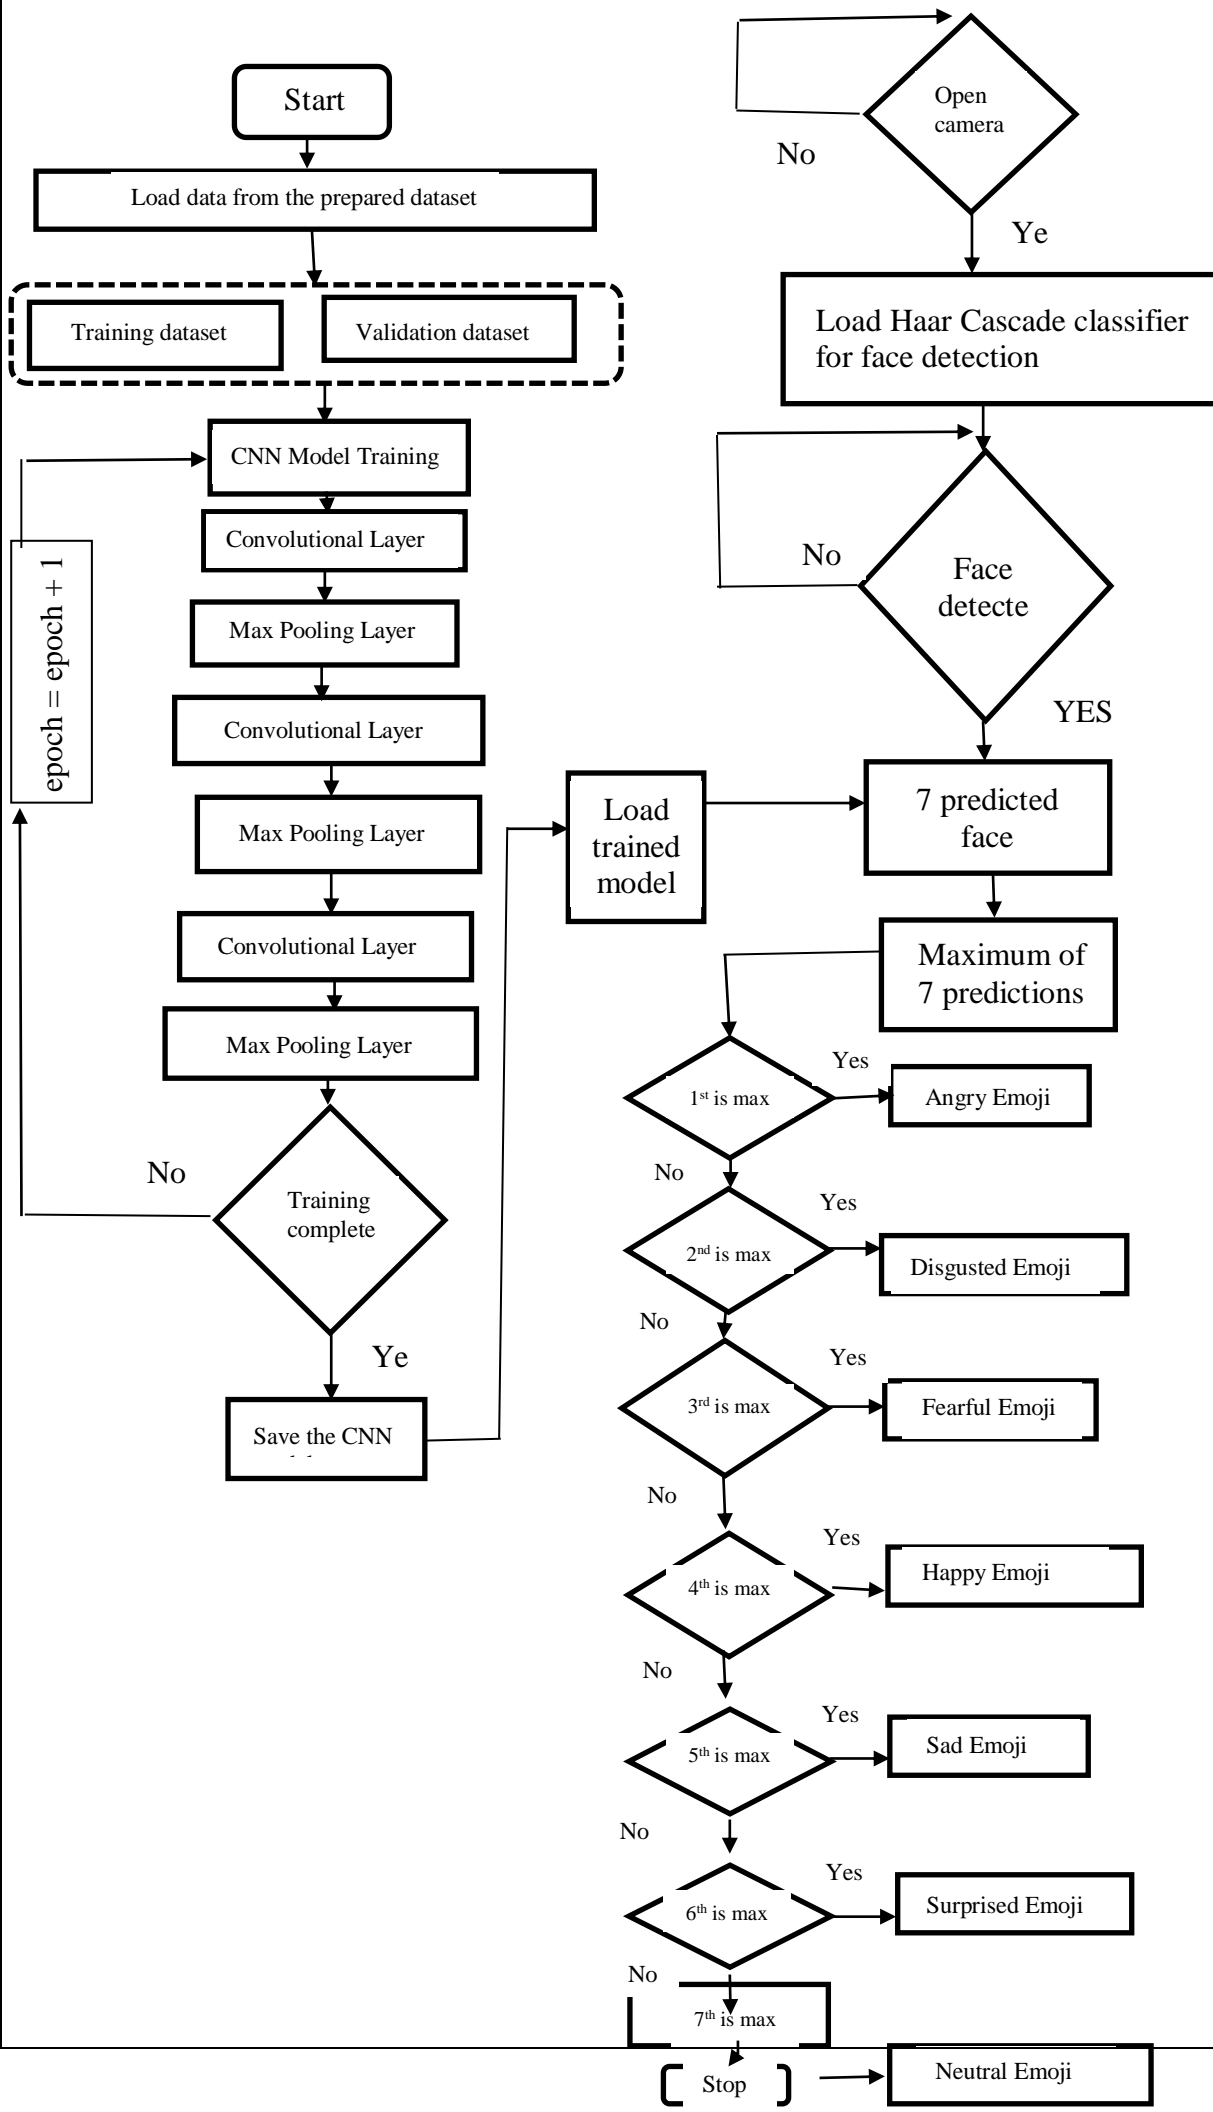 Start
Load data from the prepared dataset
Training dataset
Validation dataset
CNN Model Training
Convolutional Layer
Max Pooling Layer
Convolutional Layer
Max Pooling Layer
Convolutional Layer
Max Pooling Layer
epoch = epoch + 1
No
Training
complete
Ye
Save the CNN
Load
trained
model
Open
camera
No
Ye
Load Haar Cascade classifier
for face detection
No
Face
detecte
YES
7 predicted
face
Maximum of
7 predictions
1st is max
Yes
Angry Emoji
No
2nd is max
Yes
Disgusted Emoji
No
3rd is max
Yes
Fearful Emoji
No
4th is max
Yes
Happy Emoji
No
5th is max
Yes
Sad Emoji
No
6th is max
Yes
Surprised Emoji
No
7th is max
Stop
Neutral Emoji